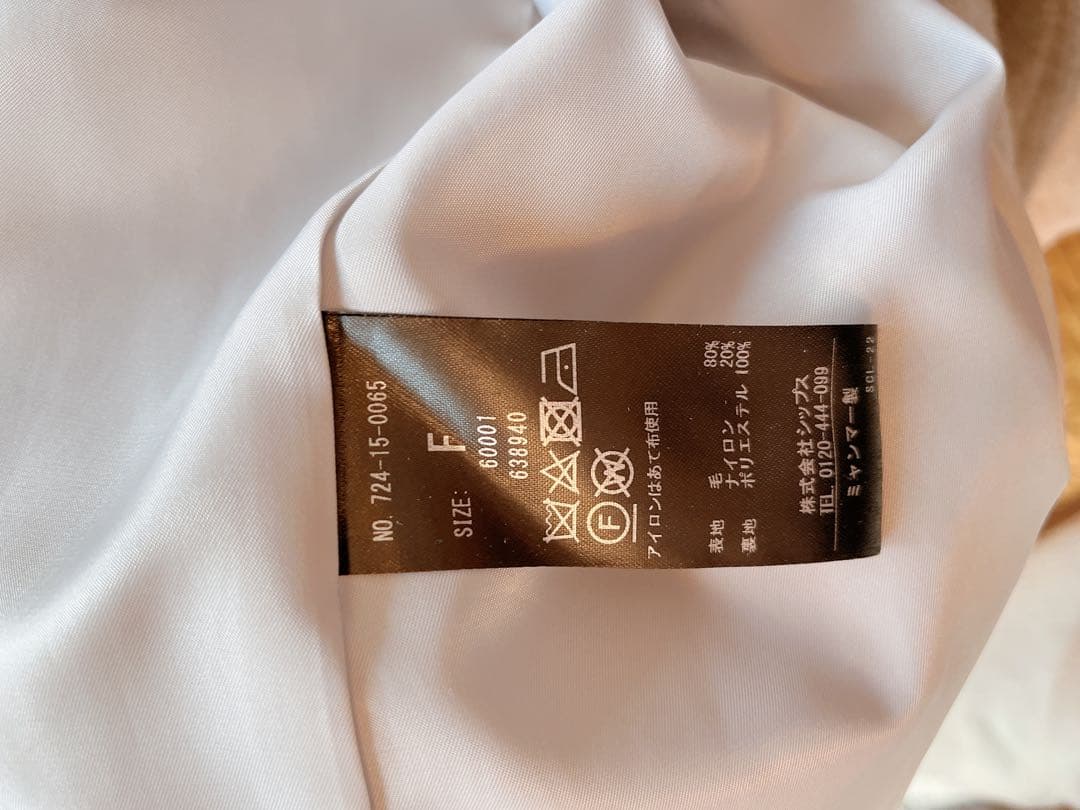 NO. 724-15-0065
SIZE: F
60001
638940
F W
アイロンはあて布使用
表地 毛 80%
ナイロン 20%
裏地 ポリエステル 100%
株式会社シップス
TEL 0120-444-099
ミャンマー製
SCL-22